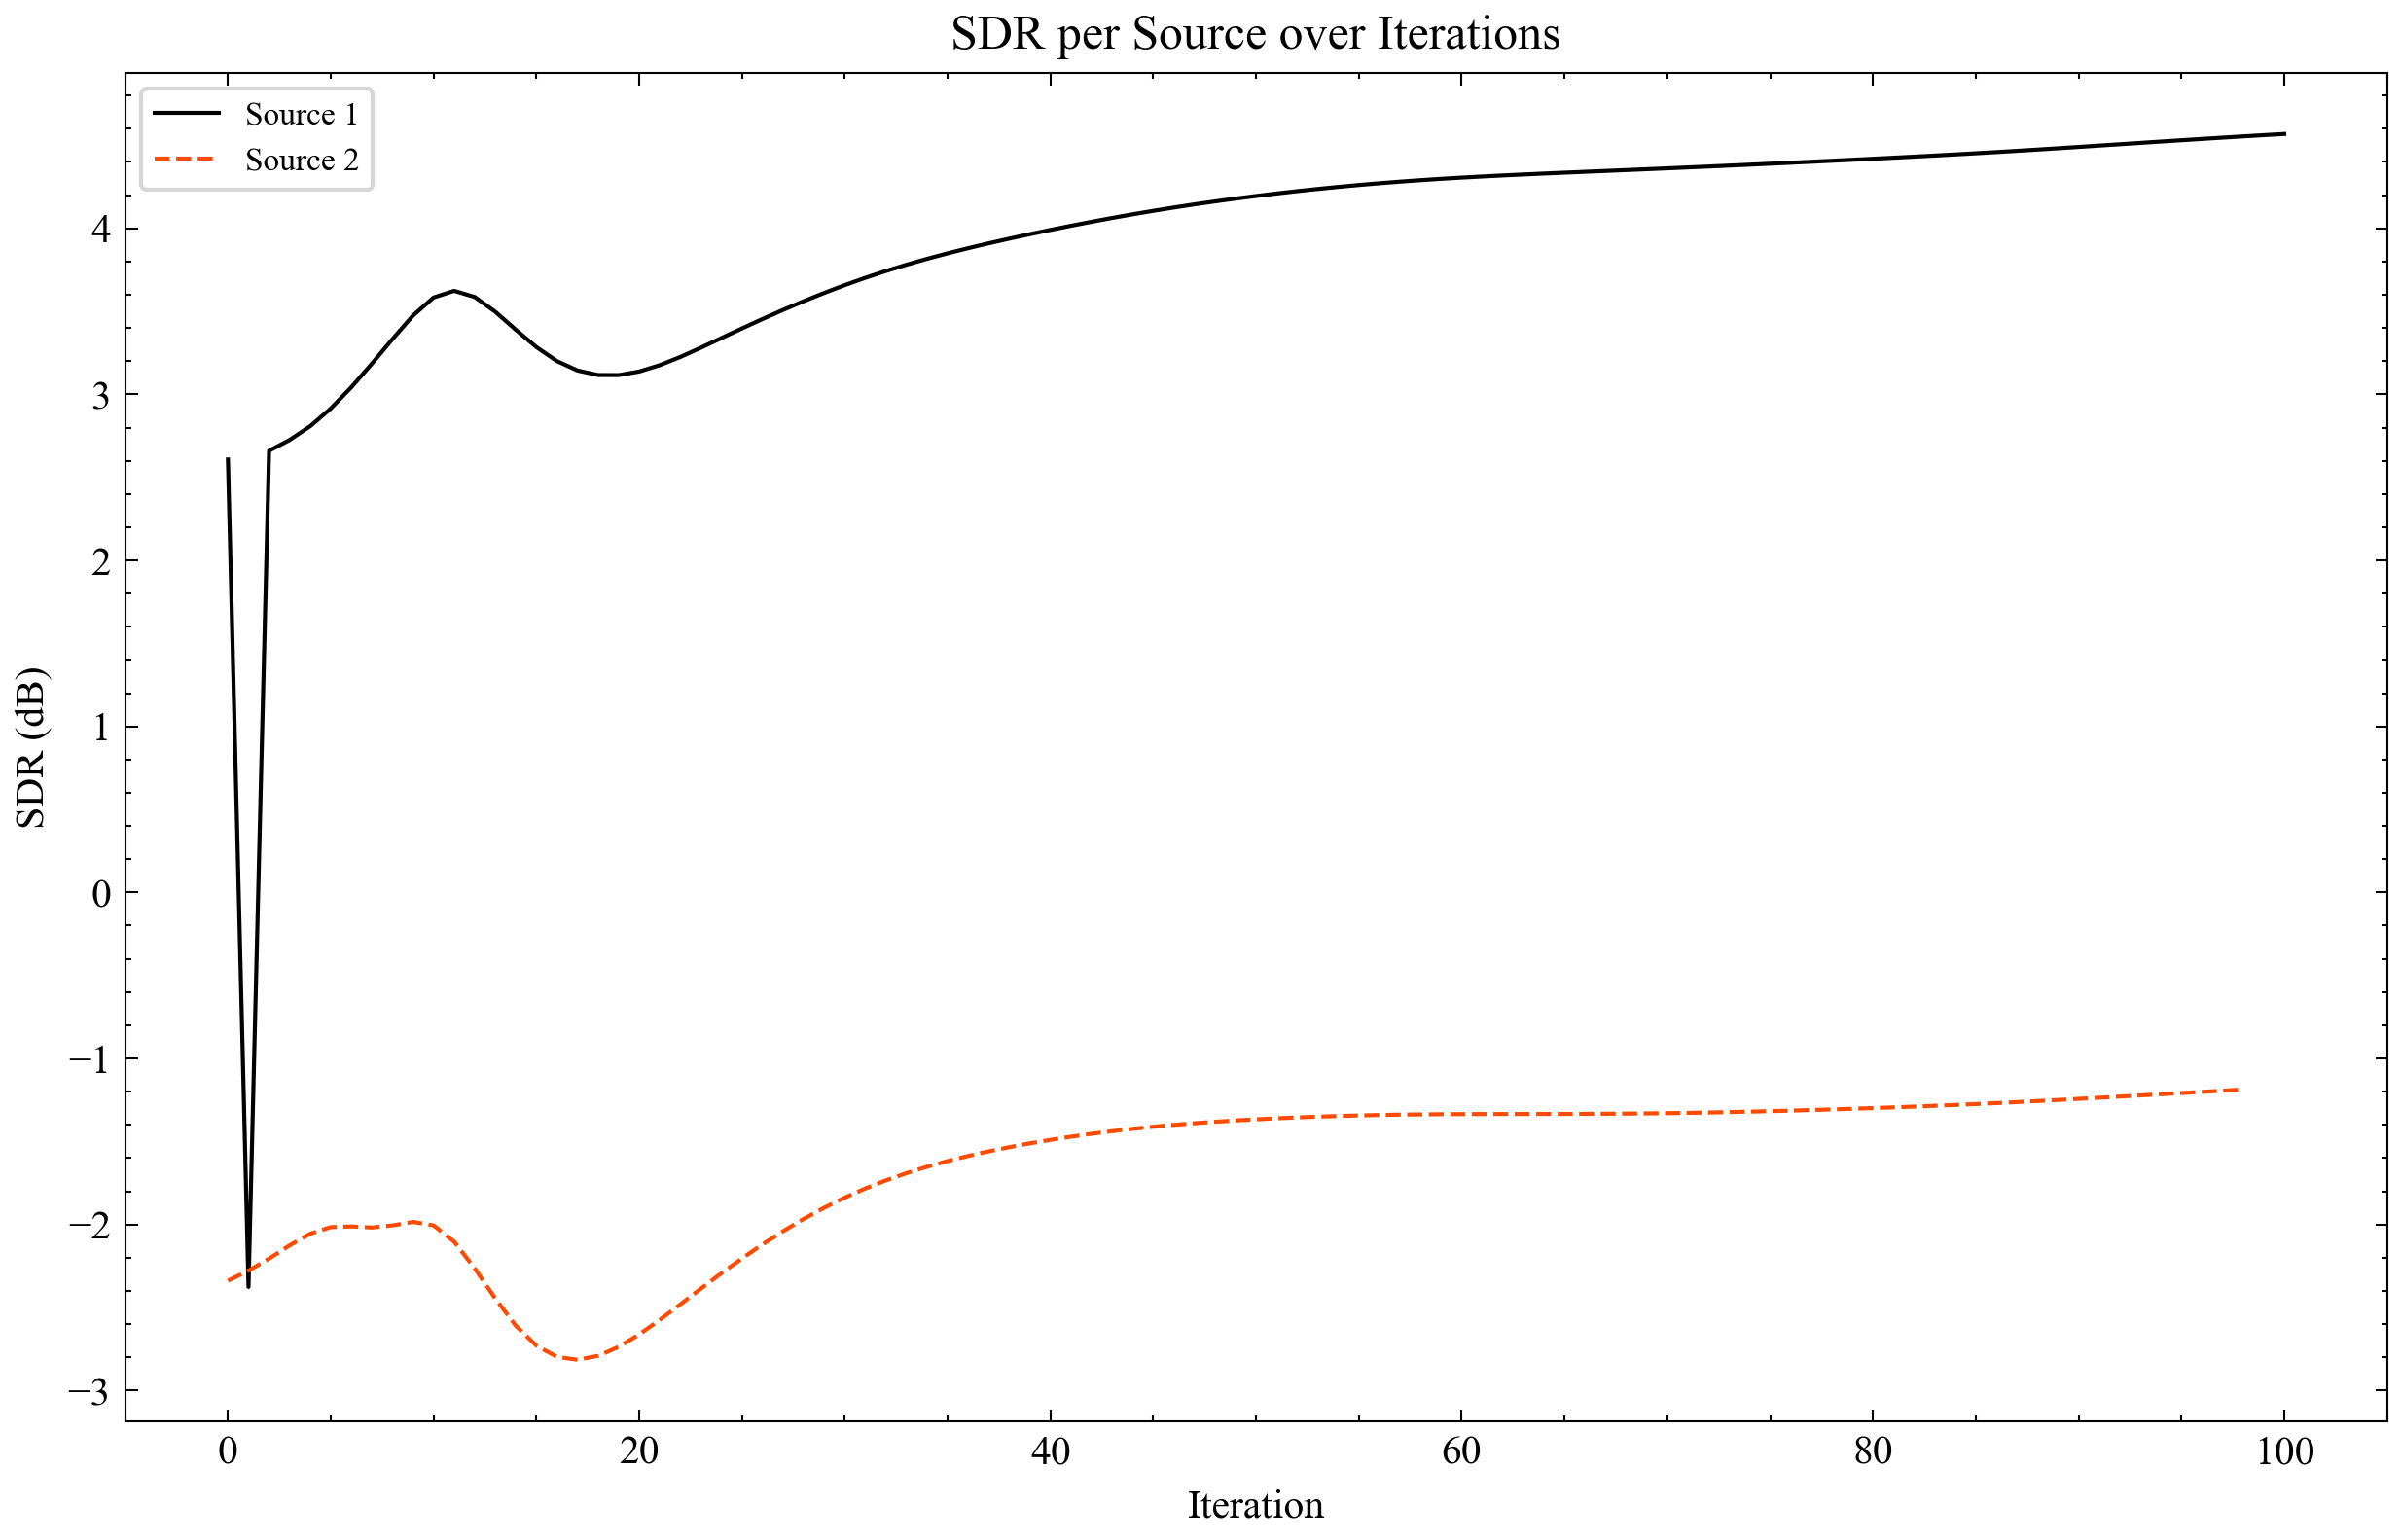 SDR per Source over Iterations
Source 1
Source 2
SDR (dB)
4
3
2
1
0
−1
−2
−3
0 20 40 60 80 100
Iteration